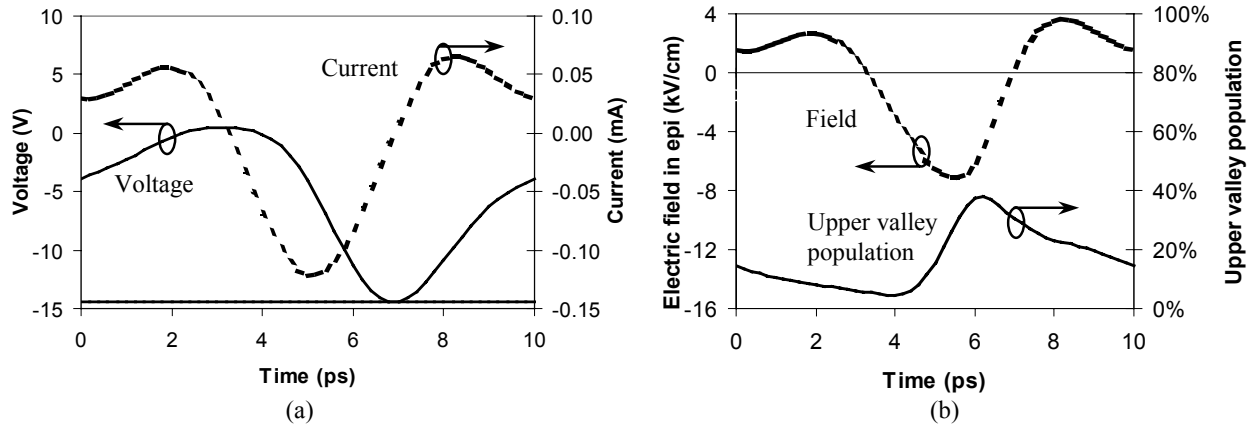 10
5
0
-5
-10
-15
Voltage (V)
0.10
0.05
0.00
-0.05
-0.10
-0.15
Current (mA)
Current
Voltage
0 2 4 6 8 10
Time (ps)
(a)
4
0
-4
-8
-12
-16
Electric field in epi (kV/cm)
100%
80%
60%
40%
20%
0%
Upper valley population
Field
Upper valley
population
0 2 4 6 8 10
Time (ps)
(b)